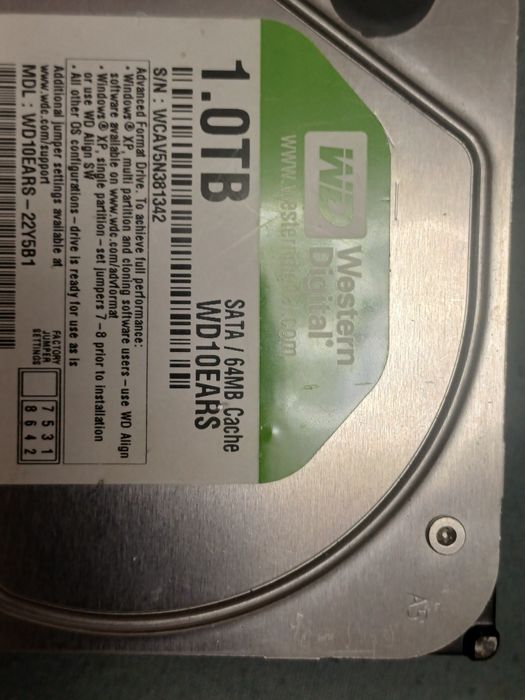 WD
Western
Digital®
www.westerndigital.com
1.0TB
SATA / 64MB Cache
WD10EARS
S/N : WCAV5N381342
Advanced Format Drive. To achieve full performance:
• Windows® XP, multi partition and cloning software users - use WD Align
software available on www.wdc.com/advformat
• Windows® XP, single partition - set jumpers 7 - 8 prior to installation
or use WD Align SW
• All other OS configurations - drive is ready for use as is
Additional jumper settings available at
www.wdc.com/support
MDL : WD10EARS - 22Y5B1
FACTORY
JUMPER
SETTINGS
7 5 3 1
8 6 4 2
A5